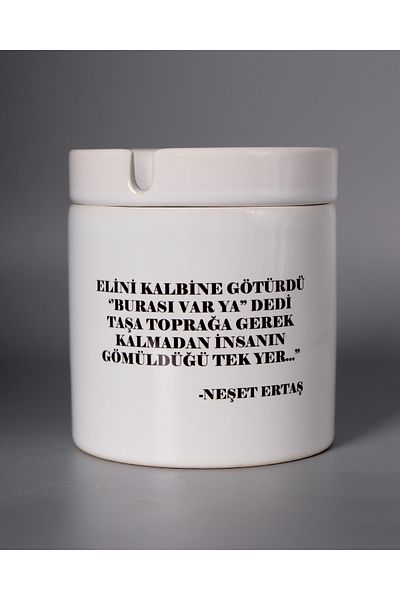 ELİNİ KALBİNE GÖTÜRDÜ
“BURASI VAR YA” DEDİ
TAŞA TOPRAĞA GEREK
KALMADAN İNSANIN
GÖMÜLDÜĞÜ TEK YER...”
-NEŞET ERTAŞ